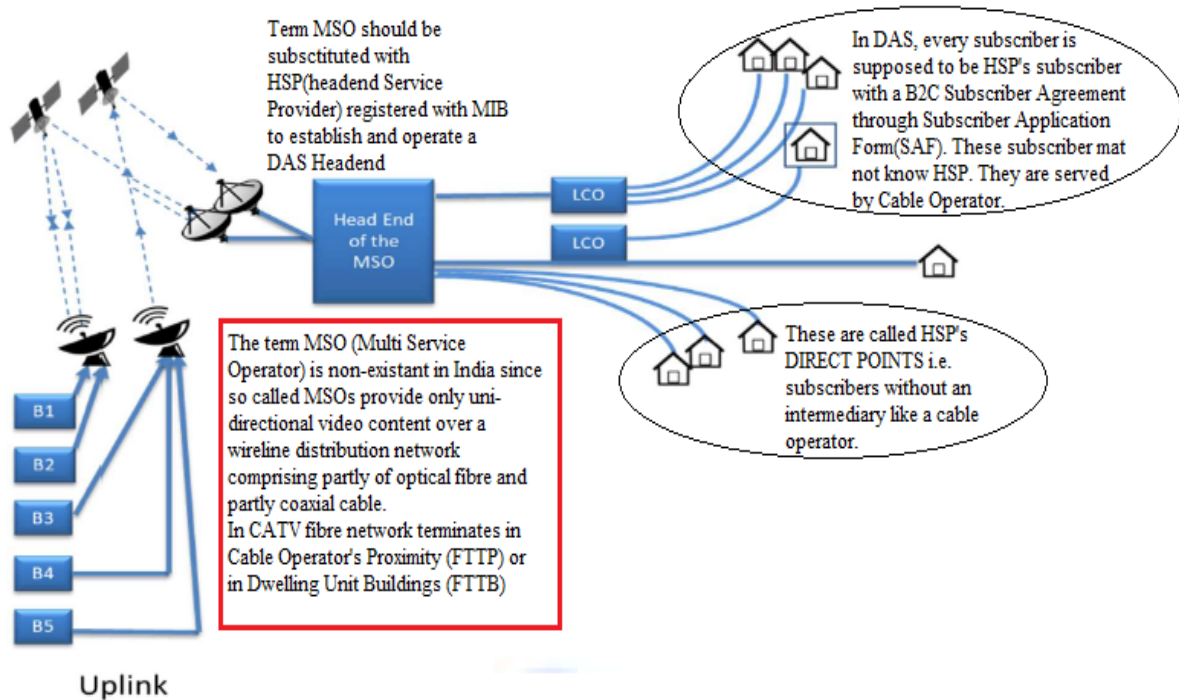 Term MSO should be
subsctituted with
HSP(headend Service
Provider) registered with MIB
to establish and operate a
DAS Headend
In DAS, every subscriber is
supposed to be HSP's subscriber
with a B2C Subscriber Agreement
through Subscriber Application
Form(SAF). These subscriber mat
not know HSP. They are served
by Cable Operator.
Head End
of the
MSO
LCO
LCO
The term MSO (Multi Service
Operator) is non-existant in India since
so called MSOs provide only uni-
directional video content over a
wireline distribution network
comprising partly of optical fibre and
partly coaxial cable.
In CATV fibre network terminates in
Cable Operator's Proximity (FTTP) or
in Dwelling Unit Buildings (FTTB)
These are called HSP's
DIRECT POINTS i.e.
subscribers without an
intermediary like a cable
operator.
B1
B2
B3
B4
B5
Uplink